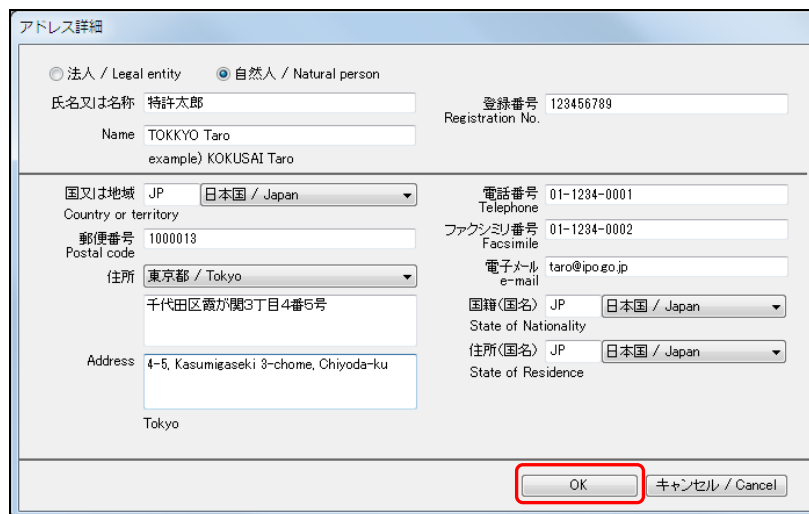 アドレス詳細
法人 / Legal entity 自然人 / Natural person
氏名又は名称 特許太郎
Name TOKKYO Taro
example) KOKUSAI Taro
登録番号 123456789
Registration No.
国又は地域 JP 日本国 / Japan
Country or territory
郵便番号 1000013
Postal code
住所 東京都 / Tokyo
千代田区霞が関3丁目4番5号
Address 4-5, Kasumigaseki 3-chome, Chiyoda-ku
Tokyo
電話番号 01-1234-0001
Telephone
ファクシミリ番号 01-1234-0002
Facsimile
電子メール taro@ipo.go.jp
e-mail
国籍(国名) JP 日本国 / Japan
State of Nationality
住所(国名) JP 日本国 / Japan
State of Residence
OK キャンセル / Cancel